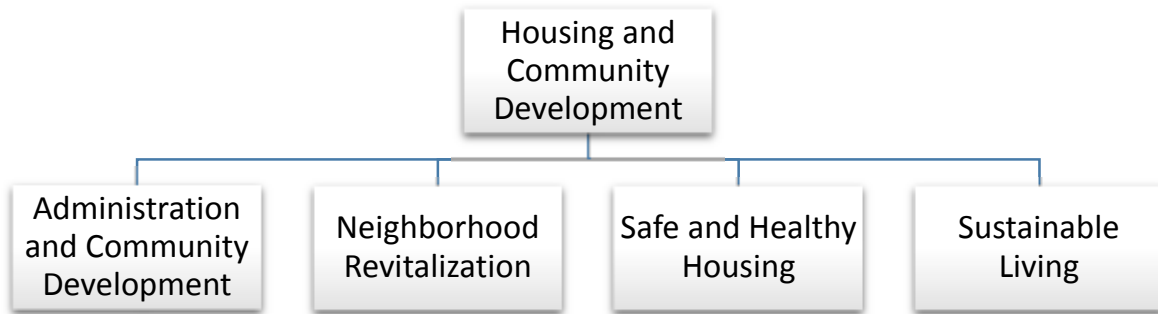 Housing and
Community
Development
Administration
and Community
Development
Neighborhood
Revitalization
Safe and Healthy
Housing
Sustainable
Living